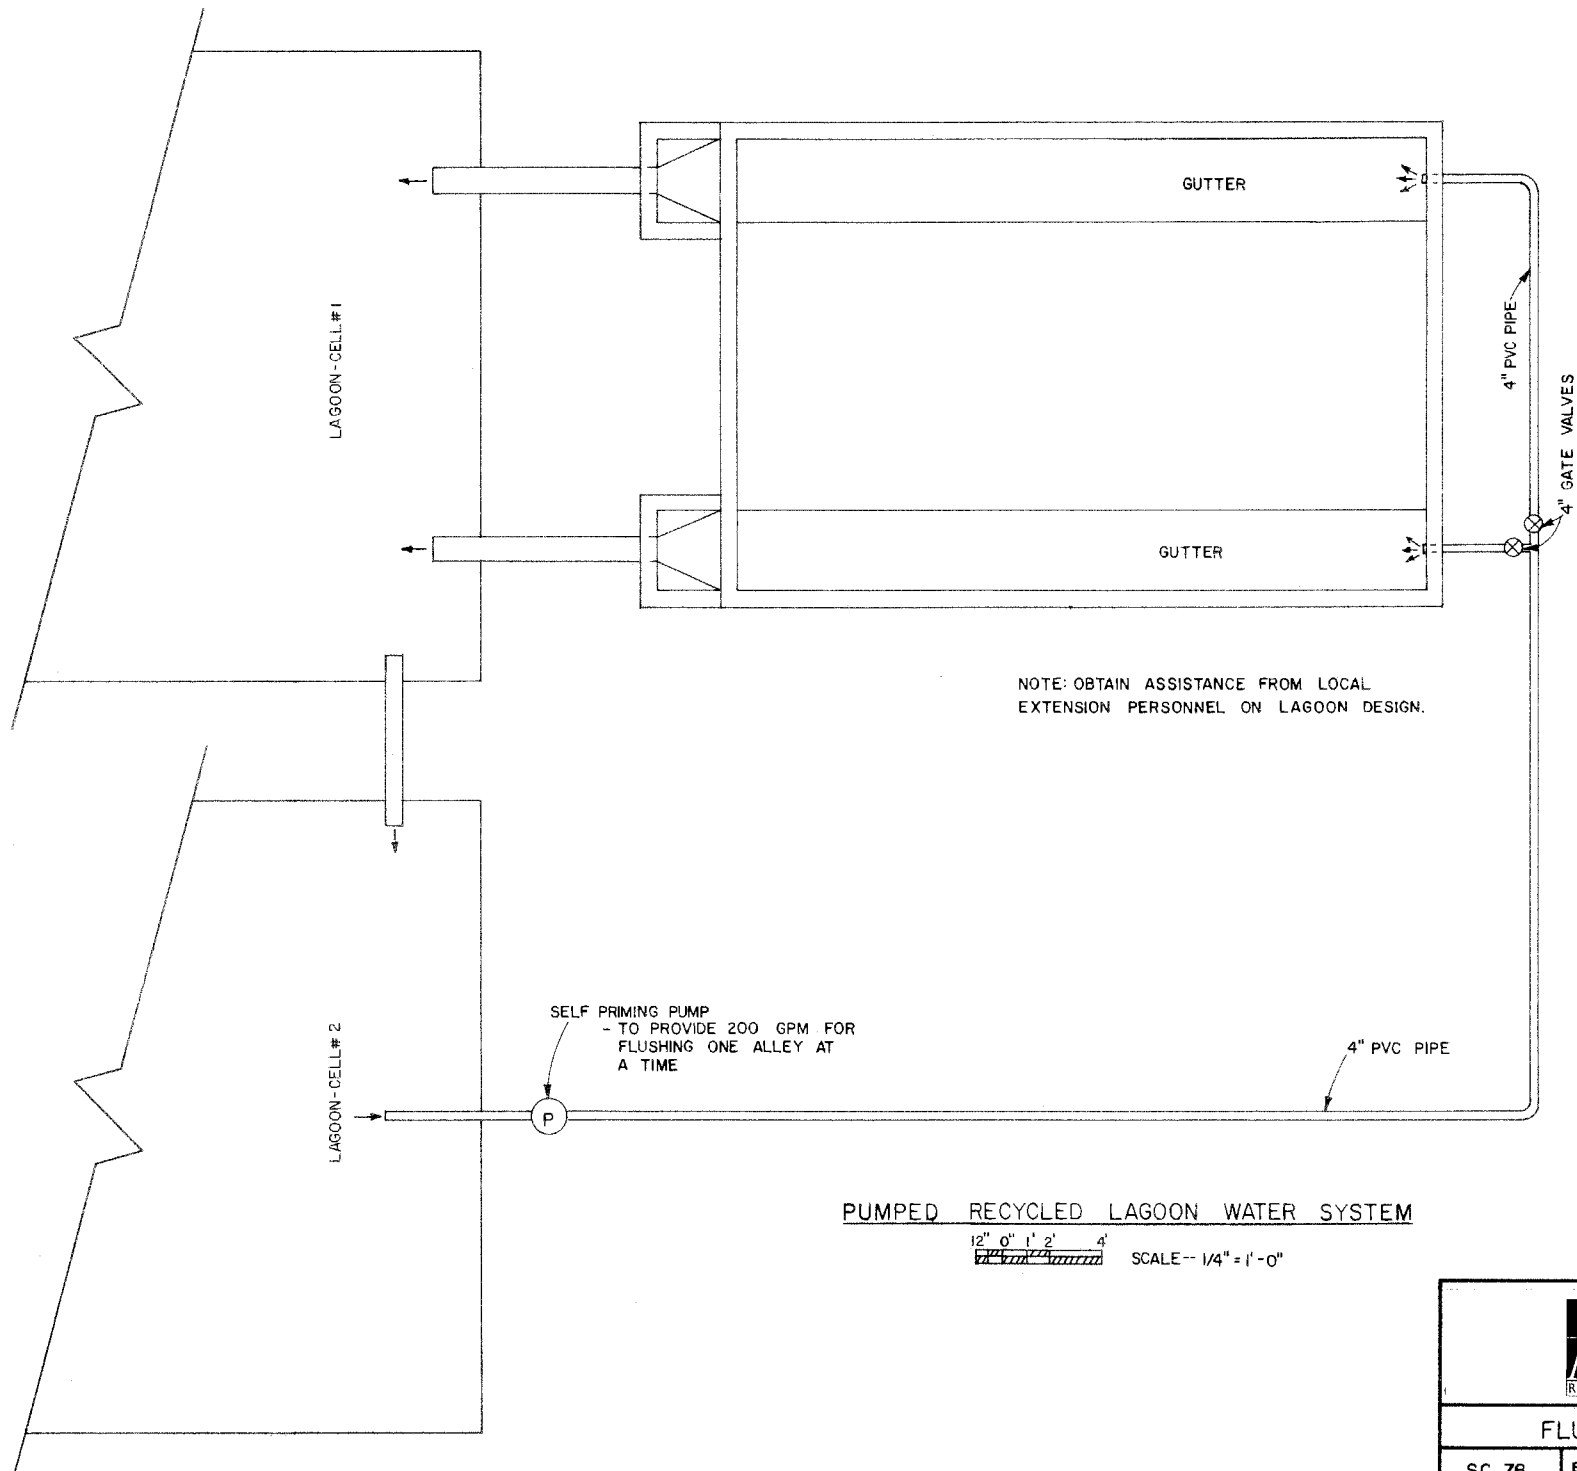 GUTTER
LAGOON-CELL #1
4" PVC PIPE
4" GATE VALVES
GUTTER
NOTE: OBTAIN ASSISTANCE FROM LOCAL
EXTENSION PERSONNEL ON LAGOON DESIGN.
SELF PRIMING PUMP
- TO PROVIDE 200 GPM FOR
FLUSHING ONE ALLEY AT
A TIME
LAGOON-CELL # 2
P
4" PVC PIPE
PUMPED RECYCLED LAGOON WATER SYSTEM
12" 0" 1' 2' 4'
SCALE-- 1/4" = 1'-0"
R
FLU
SC 78